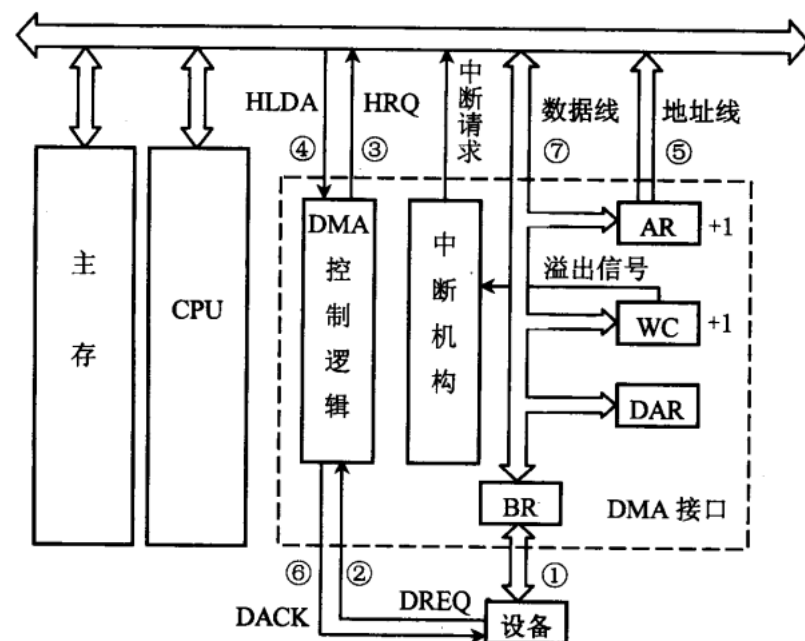 HLDA
④
HRQ
③
中断请求
数据线
⑦
地址线
⑤
主存
CPU
DMA
控制逻辑
中断机构
AR
+1
溢出信号
WC
+1
DAR
BR
DMA 接口
⑥
②
①
DACK
DREQ
设备